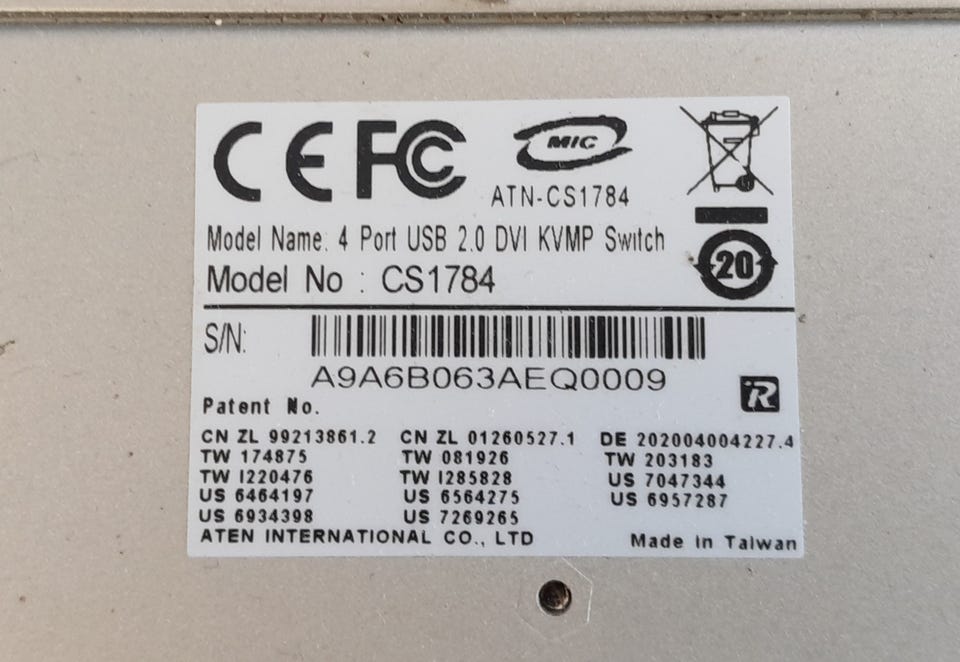 CE FC
MIC
ATN-CS1784
Model Name: 4 Port USB 2.0 DVI KVMP Switch
Model No : CS1784
20
S/N:
A9A6B063AEQ0009
R
Patent No.
CN ZL 99213861.2 CN ZL 01260527.1 DE 202004004227.4
TW 174875 TW 081926 TW 203183
TW I220476 TW I285828 US 7047344
US 6464197 US 6564275 US 6957287
US 6934398 US 7269265
ATEN INTERNATIONAL CO., LTD Made in Taiwan